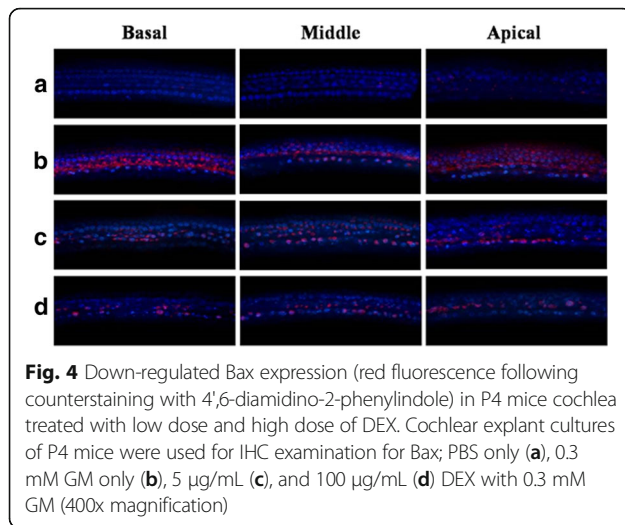 Basal Middle Apical
a
b
c
d
Fig. 4 Down-regulated Bax expression (red fluorescence following
counterstaining with 4',6-diamidino-2-phenylindole) in P4 mice cochlea
treated with low dose and high dose of DEX. Cochlear explant cultures
of P4 mice were used for IHC examination for Bax; PBS only (a), 0.3
mM GM only (b), 5 μg/mL (c), and 100 μg/mL (d) DEX with 0.3 mM
GM (400x magnification)